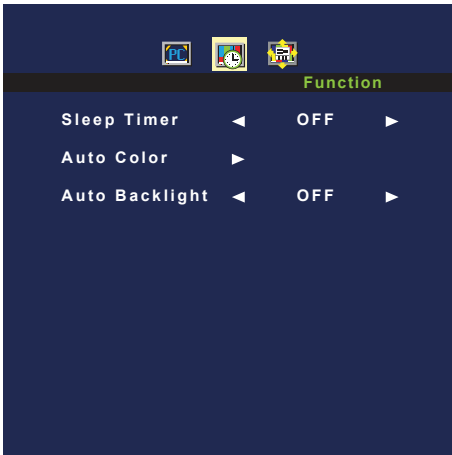 PC
Function
Sleep Timer ◄ OFF ►
Auto Color ►
Auto Backlight ◄ OFF ►